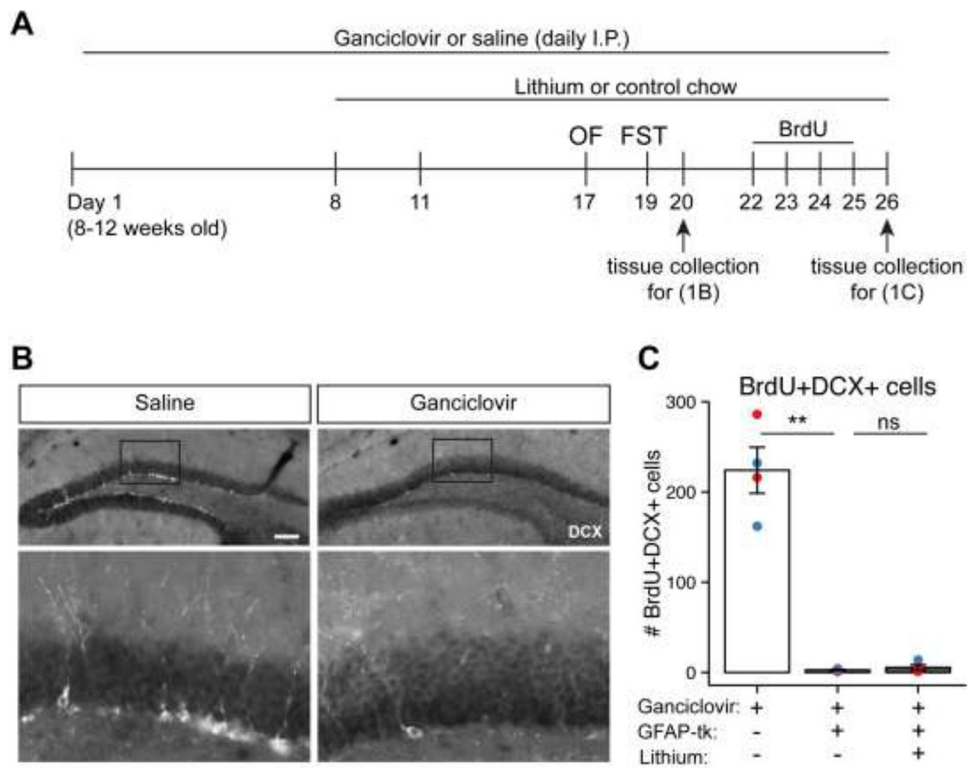 A
Ganciclovir or saline (daily I.P.)
Lithium or control chow
OF FST BrdU
Day 1 8 11 17 19 20 22 23 24 25 26
(8-12 weeks old)
tissue collection for (1B)
tissue collection for (1C)
B
Saline Ganciclovir
DCX
C
BrdU+DCX+ cells
# BrdU+DCX+ cells
300
200
100
0
** ns
Ganciclovir: + + +
GFAP-tk: - + +
Lithium: - - +